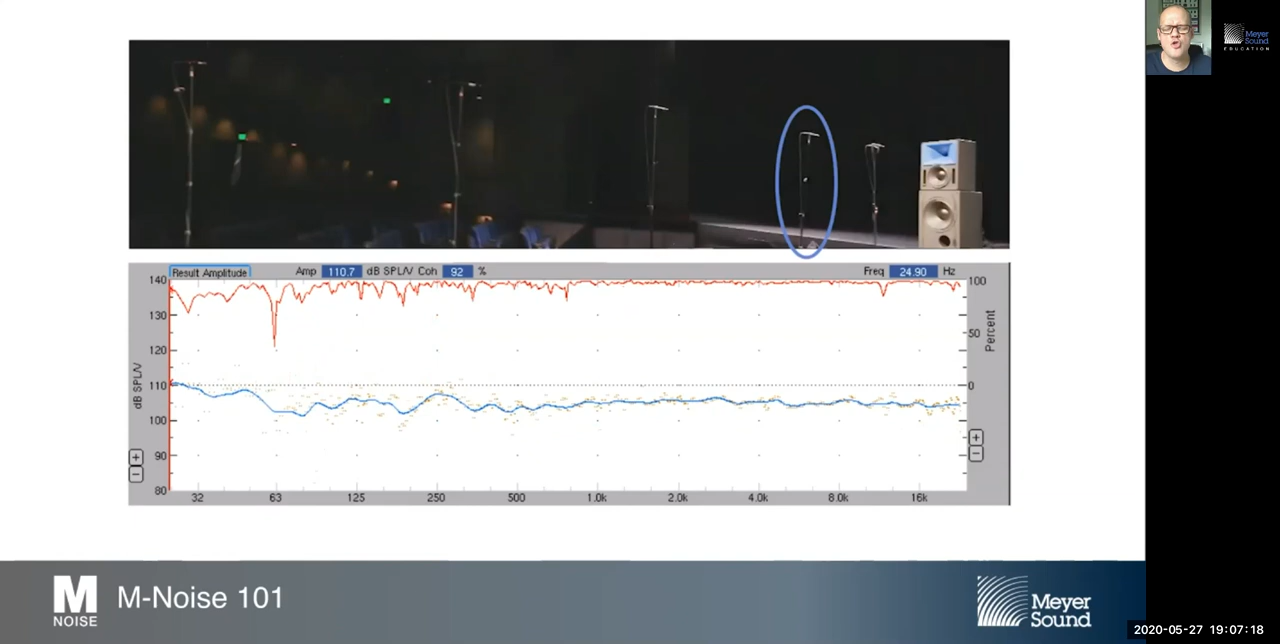 Meyer
Sound
EDUCATION
Result Amplitude Amp 110.7 dB SPL/V Coh 92 % Freq 24.90 Hz
140 100
130
120 50
110 0
100
90
80
dB SPL/V
Percent
+ +
- -
32 63 125 250 500 1.0k 2.0k 4.0k 8.0k 16k
M
NOISE
M-Noise 101
Meyer
Sound
2020-05-27 19:07:18